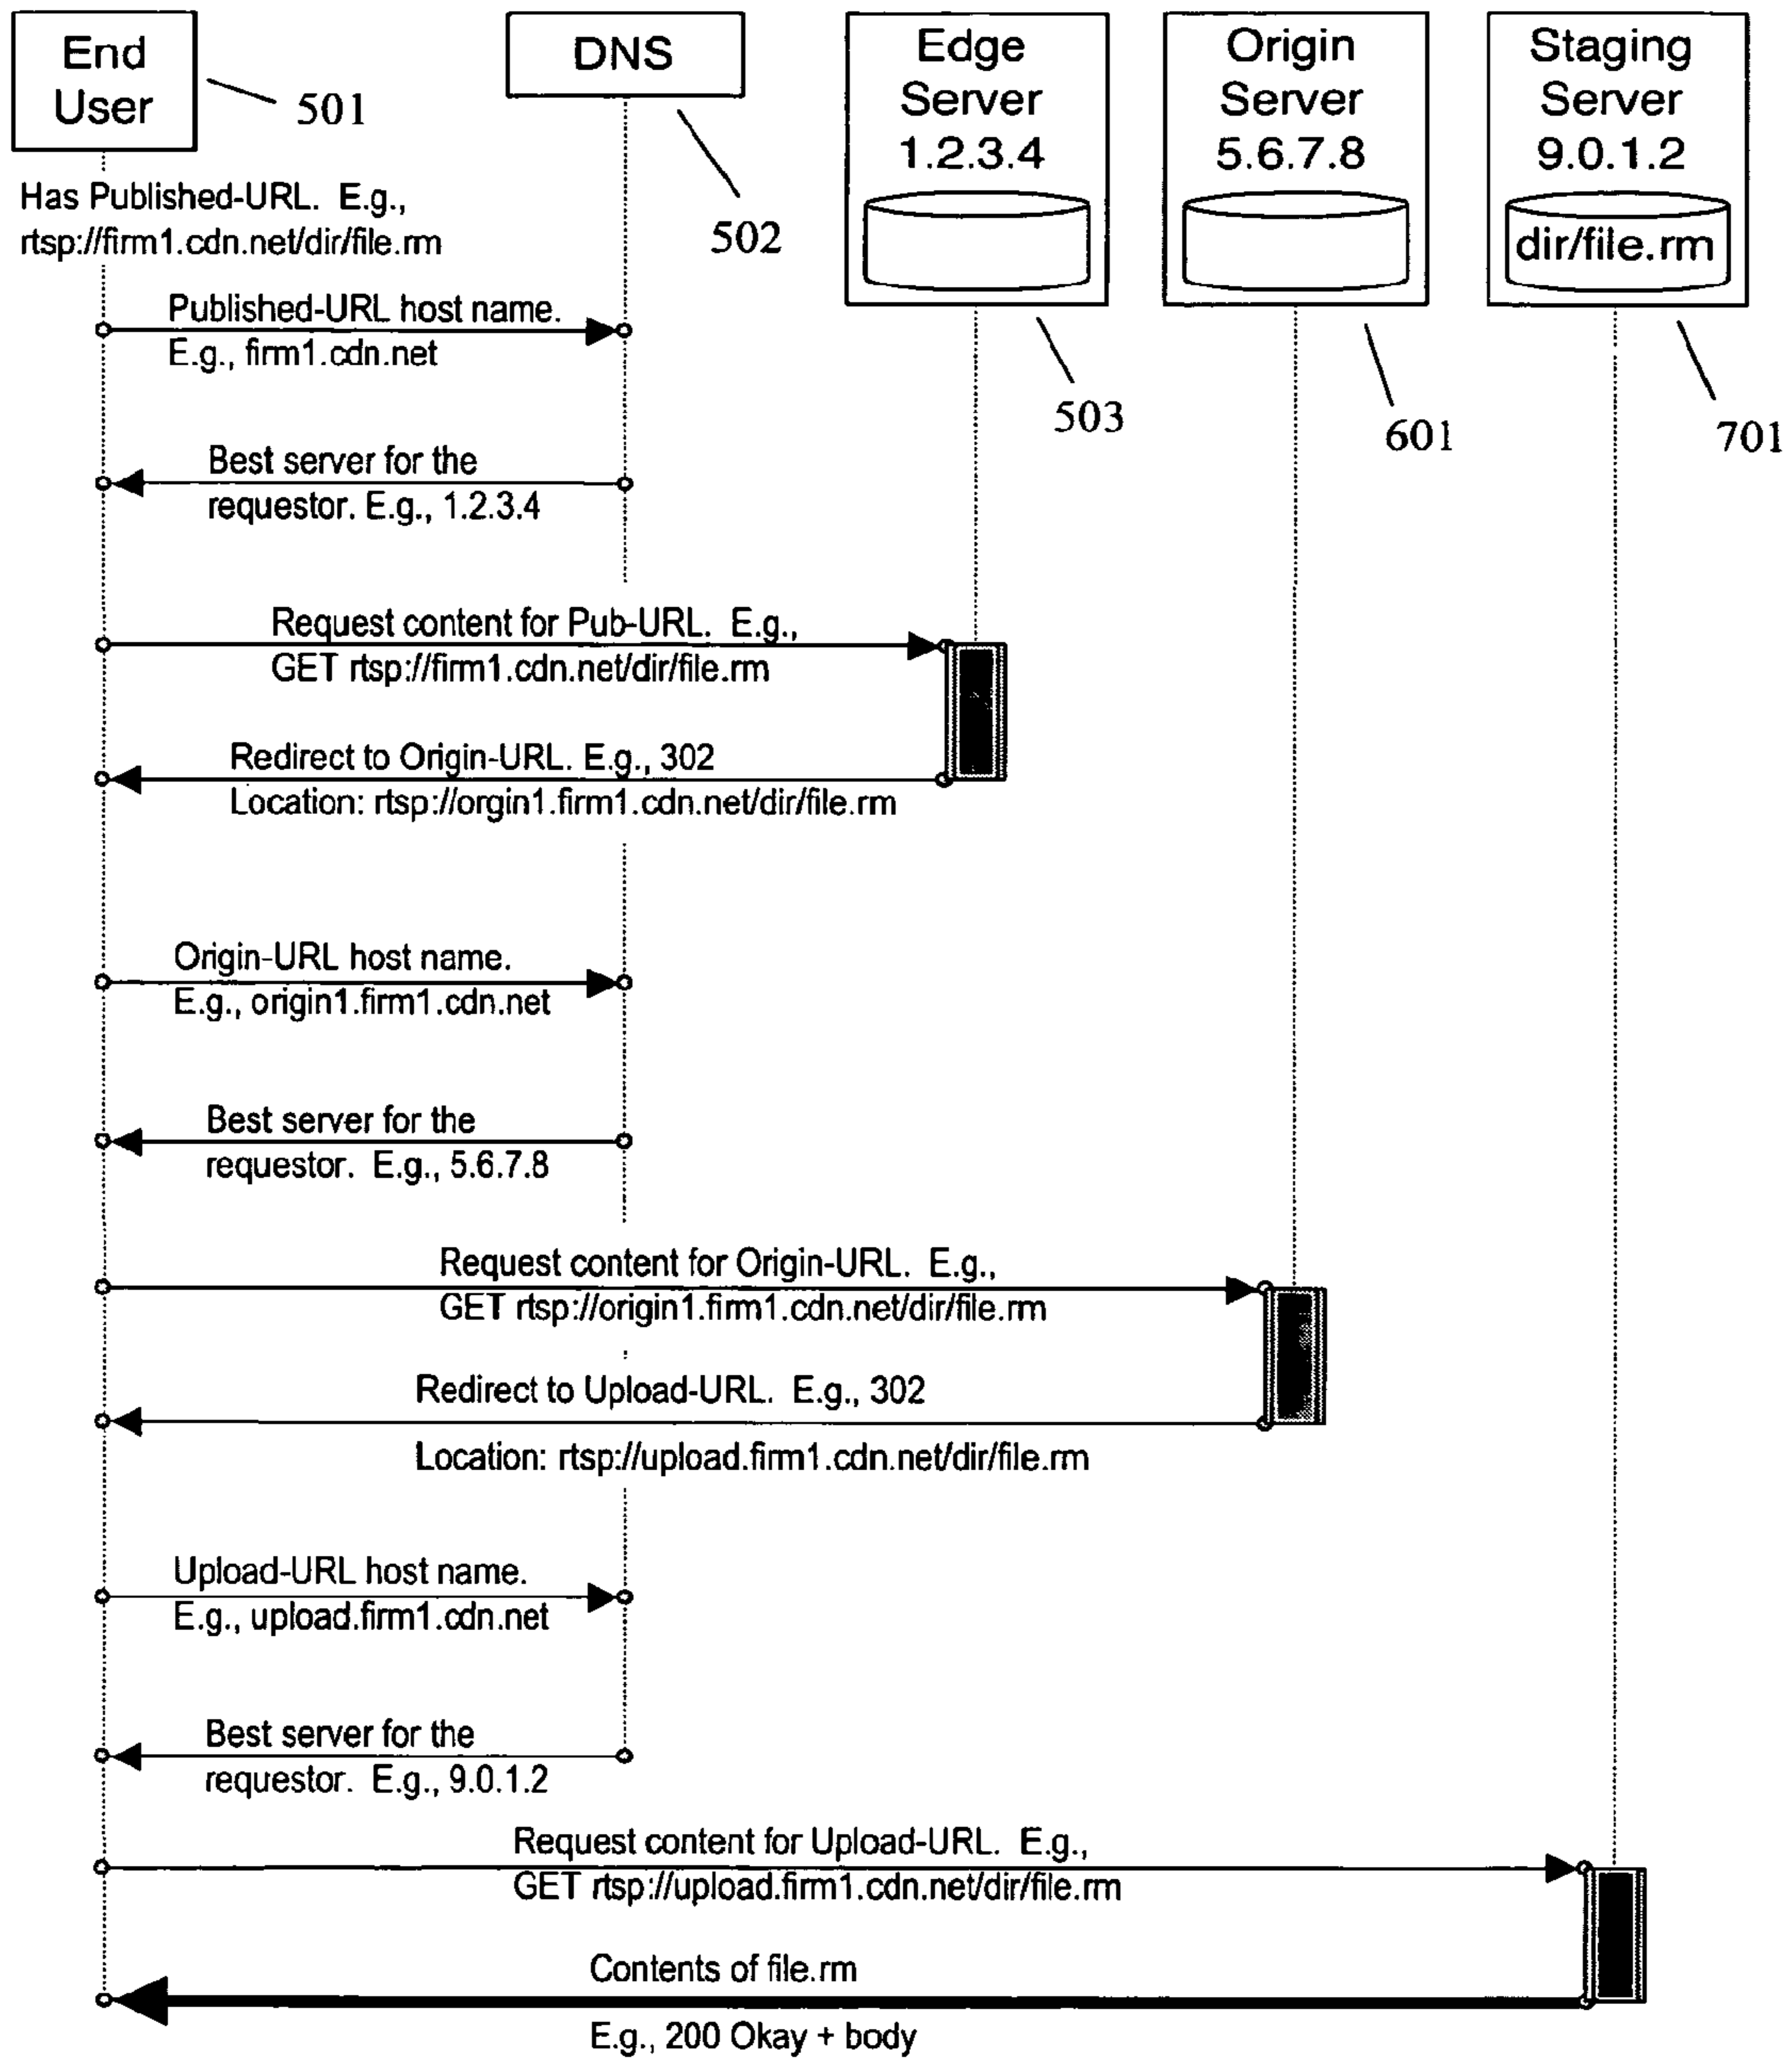 End
User
501
DNS
502
Edge
Server
1.2.3.4
503
Origin
Server
5.6.7.8
601
Staging
Server
9.0.1.2
dir/file.rm
701
Has Published-URL. E.g.,
rtsp://firm1.cdn.net/dir/file.rm
Published-URL host name.
E.g., firm1.cdn.net
Best server for the
requestor. E.g., 1.2.3.4
Request content for Pub-URL. E.g.,
GET rtsp://firm1.cdn.net/dir/file.rm
Redirect to Origin-URL. E.g., 302
Location: rtsp://orgin1.firm1.cdn.net/dir/file.rm
Origin-URL host name.
E.g., origin1.firm1.cdn.net
Best server for the
requestor. E.g., 5.6.7.8
Request content for Origin-URL. E.g.,
GET rtsp://origin1.firm1.cdn.net/dir/file.rm
Redirect to Upload-URL. E.g., 302
Location: rtsp://upload.firm1.cdn.net/dir/file.rm
Upload-URL host name.
E.g., upload.firm1.cdn.net
Best server for the
requestor. E.g., 9.0.1.2
Request content for Upload-URL. E.g.,
GET rtsp://upload.firm1.cdn.net/dir/file.rm
Contents of file.rm
E.g., 200 Okay + body